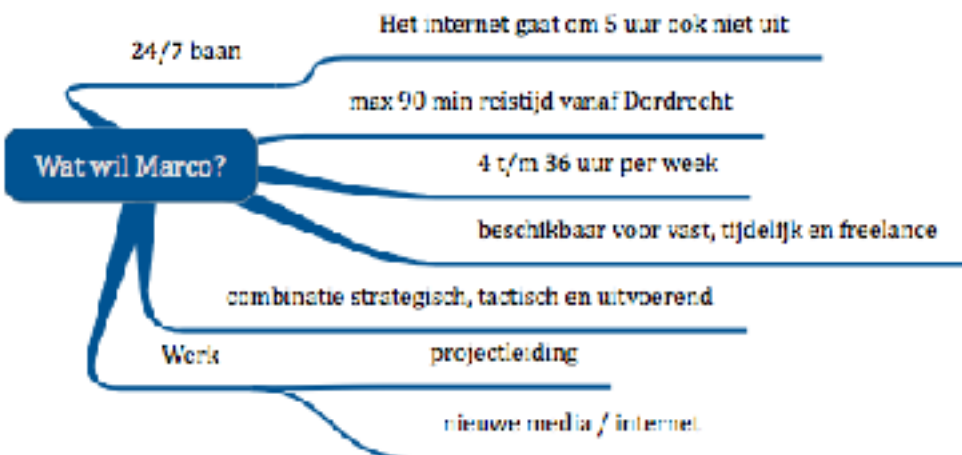 Het internet gaat om 5 uur ook niet uit
24/7 baan
max 90 min reistijd vanaf Dordrecht
Wat wil Marco?
4 t/m 36 uur per week
beschikbaar voor vast, tijdelijk en freelance
combinatie strategisch, tactisch en uitvoerend
Werk
projectleiding
nieuwe media / internet